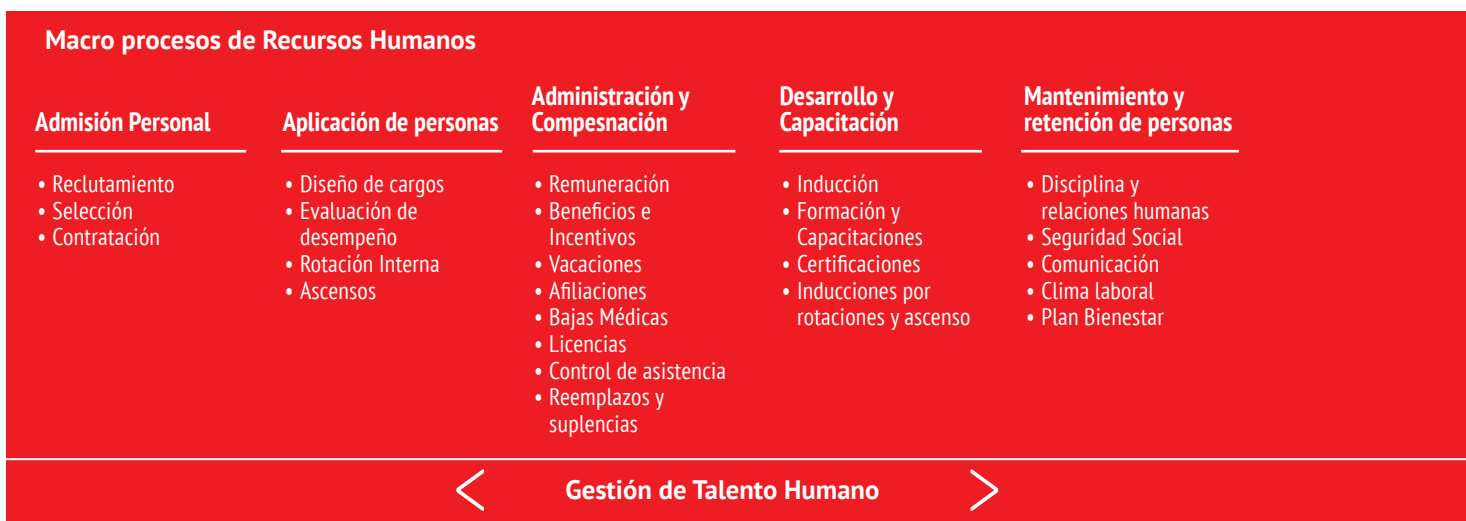 Macro procesos de Recursos Humanos
Admisión Personal
• Reclutamiento
• Selección
• Contratación
Aplicación de personas
• Diseño de cargos
• Evaluación de
desempeño
• Rotación Interna
• Ascensos
Administración y
Compesnación
• Remuneración
• Beneficios e
Incentivos
• Vacaciones
• Afiliaciones
• Bajas Médicas
• Licencias
• Control de asistencia
• Reemplazos y
suplencias
Desarrollo y
Capacitación
• Inducción
• Formación y
Capacitaciones
• Certificaciones
• Inducciones por
rotaciones y ascenso
Mantenimiento y
retención de personas
• Disciplina y
relaciones humanas
• Seguridad Social
• Comunicación
• Clima laboral
• Plan Bienestar
Gestión de Talento Humano